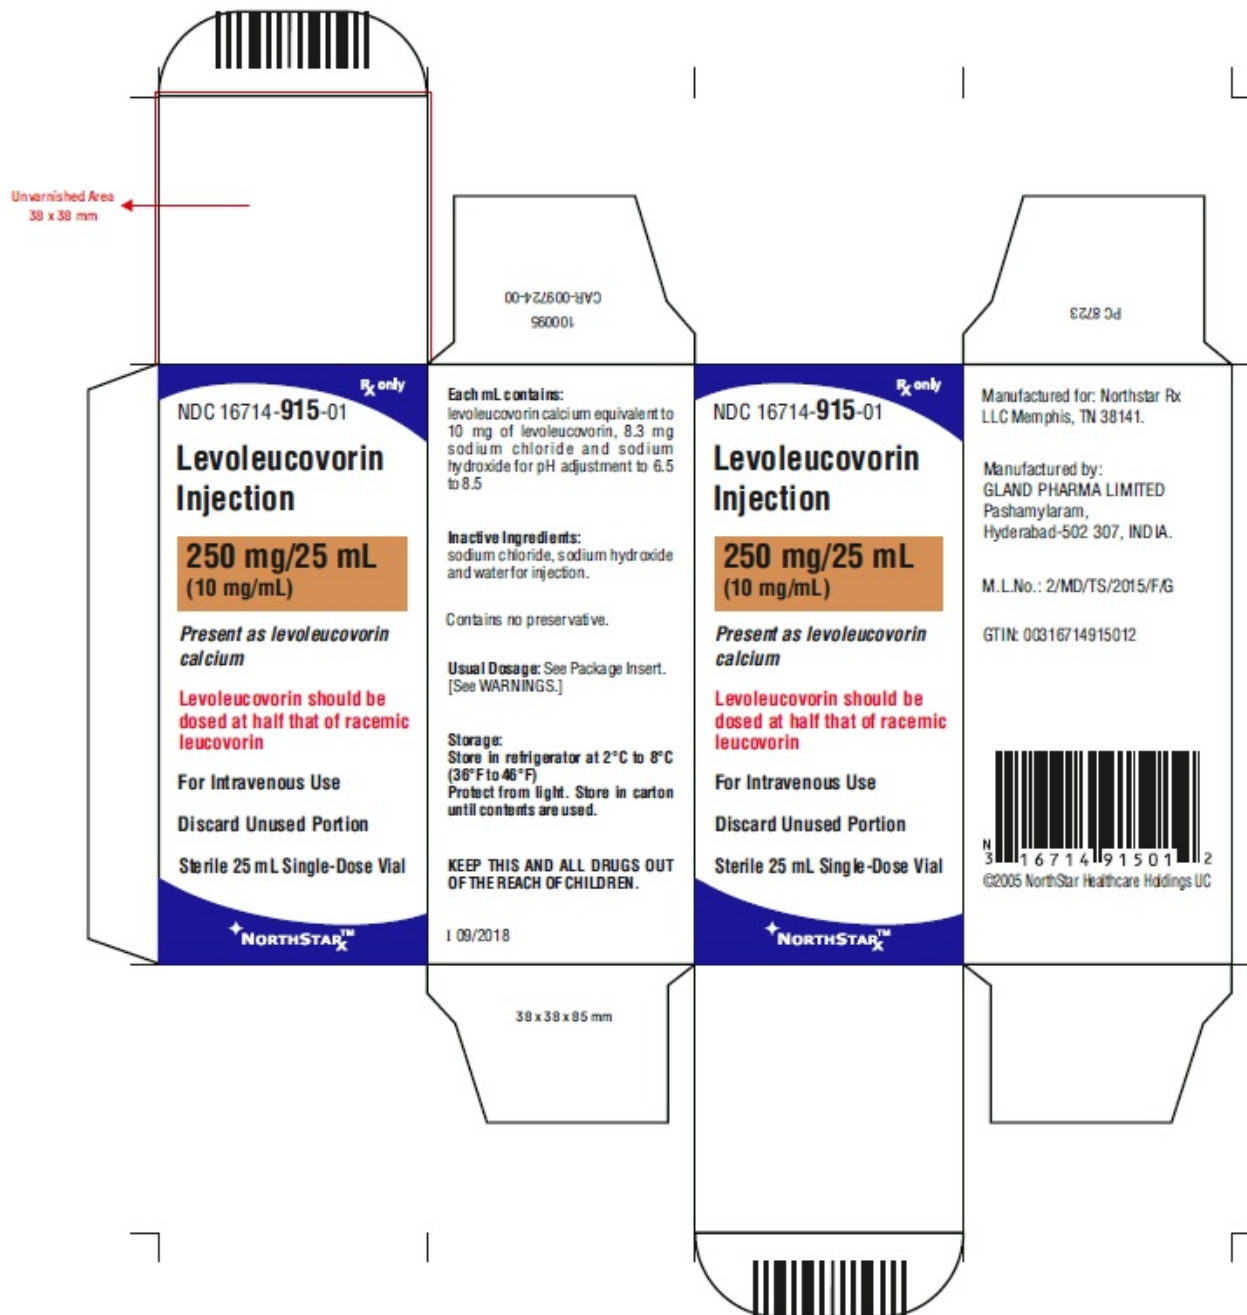 Unvarnished Area
38 x 38 mm
CAR-009724-00
100095
PC 8723
Rx only
NDC 16714-915-01
Levoleucovorin
Injection
250 mg/25 mL
(10 mg/mL)
Present as levoleucovorin
calcium
Levoleucovorin should be
dosed at half that of racemic
leucovorin
For Intravenous Use
Discard Unused Portion
Sterile 25 mL Single-Dose Vial
NORTHSTARx™
Each mL contains:
levoleucovorin calcium equivalent to
10 mg of levoleucovorin, 8.3 mg
sodium chloride and sodium
hydroxide for pH adjustment to 6.5
to 8.5
Inactive Ingredients:
sodium chloride, sodium hydroxide
and water for injection.
Contains no preservative.
Usual Dosage: See Package Insert.
[See WARNINGS.]
Storage:
Store in refrigerator at 2°C to 8°C
(36°F to 46°F)
Protect from light. Store in carton
until contents are used.
KEEP THIS AND ALL DRUGS OUT
OF THE REACH OF CHILDREN.
I 09/2018
Rx only
NDC 16714-915-01
Levoleucovorin
Injection
250 mg/25 mL
(10 mg/mL)
Present as levoleucovorin
calcium
Levoleucovorin should be
dosed at half that of racemic
leucovorin
For Intravenous Use
Discard Unused Portion
Sterile 25 mL Single-Dose Vial
NORTHSTARx™
Manufactured for: Northstar Rx
LLC Memphis, TN 38141.
Manufactured by:
GLAND PHARMA LIMITED
Pashamylaram,
Hyderabad-502 307, INDIA.
M.L.No.: 2/MD/TS/2015/F/G
GTIN: 00316714915012
N
3 16714 91501 2
©2005 NorthStar Healthcare Holdings UC
38 x 38 x 85 mm